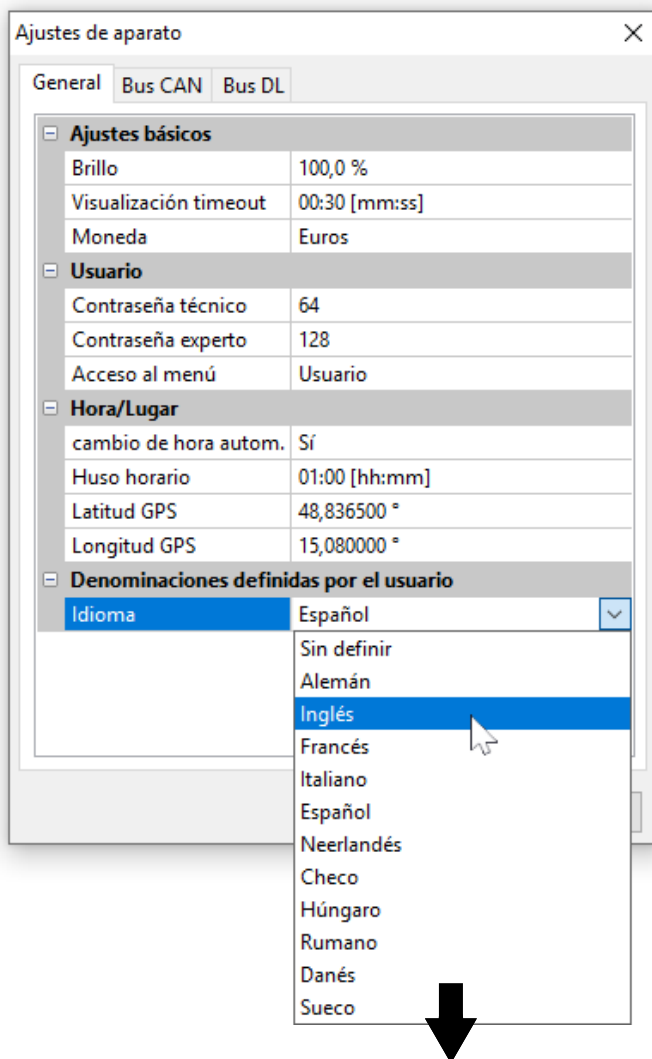 Ajustes de aparato
General Bus CAN Bus DL
Ajustes básicos
Brillo 100,0 %
Visualización timeout 00:30 [mm:ss]
Moneda Euros
Usuario
Contraseña técnico 64
Contraseña experto 128
Acceso al menú Usuario
Hora/Lugar
cambio de hora autom. Sí
Huso horario 01:00 [hh:mm]
Latitud GPS 48,836500 °
Longitud GPS 15,080000 °
Denominaciones definidas por el usuario
Idioma Español
Sin definir
Alemán
Inglés
Francés
Italiano
Español
Neerlandés
Checo
Húngaro
Rumano
Danés
Sueco